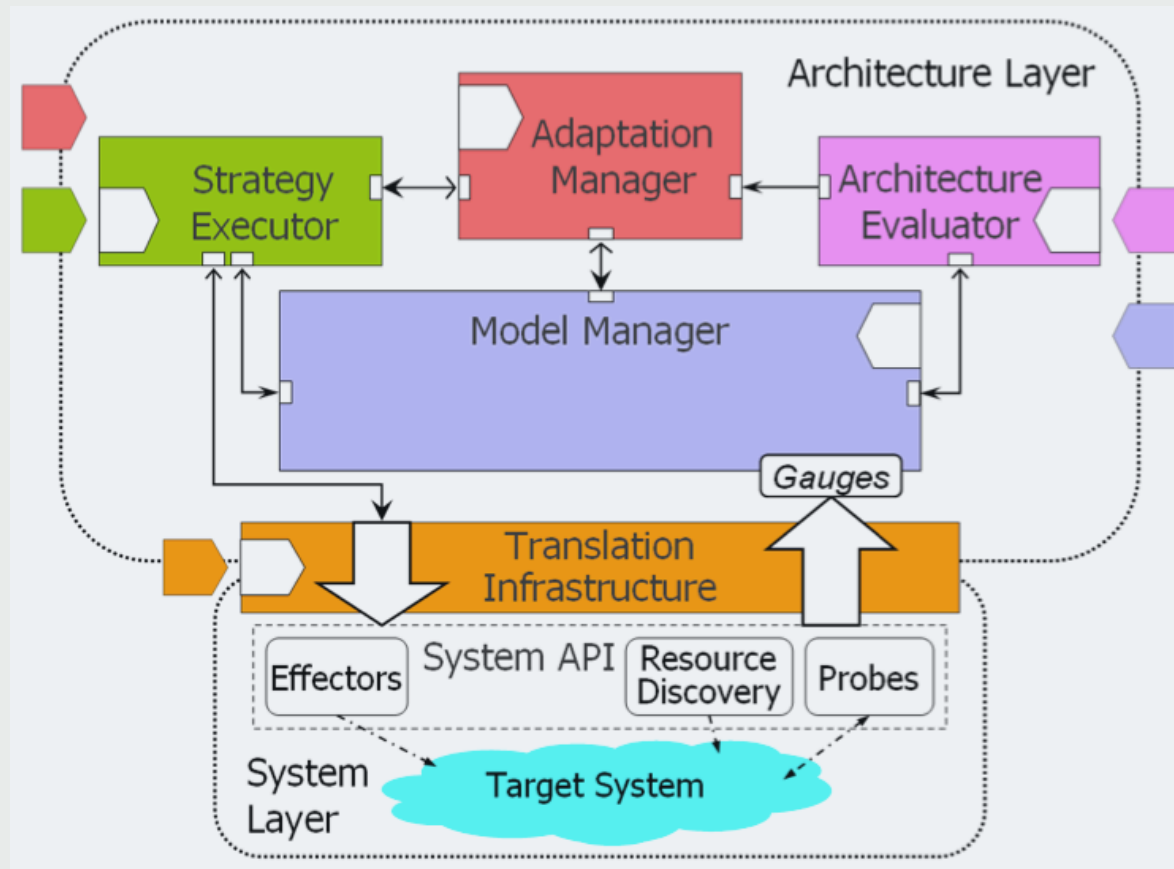 Architecture Layer
Adaptation
Manager
Strategy
Executor
Architecture
Evaluator
Model Manager
Gauges
Translation
Infrastructure
System API
Effectors
Resource
Discovery
Probes
System
Layer
Target System